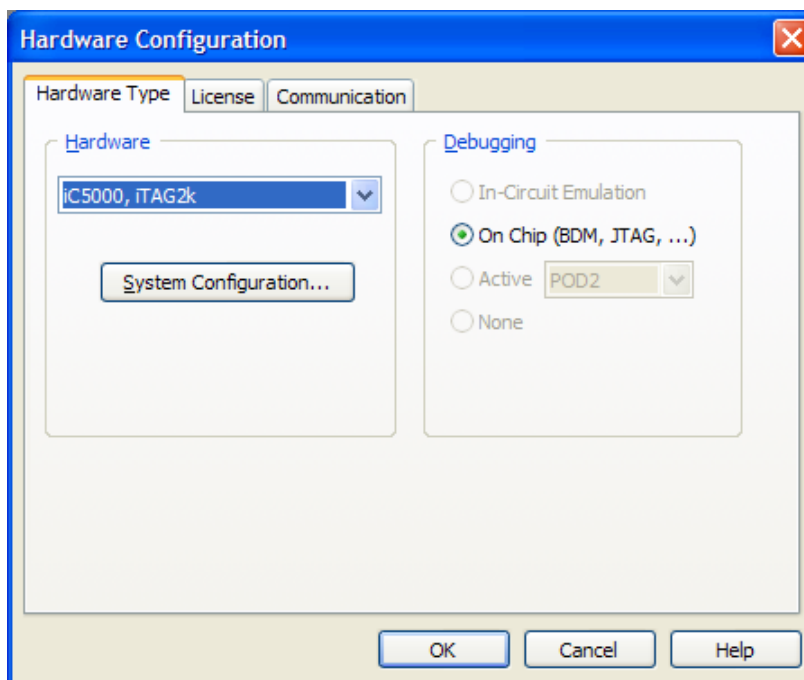 Hardware Configuration
Hardware Type License Communication
Hardware
iC5000, iTAG2k
System Configuration...
Debugging
In-Circuit Emulation
On Chip (BDM, JTAG, ...)
Active POD2
None
OK Cancel Help